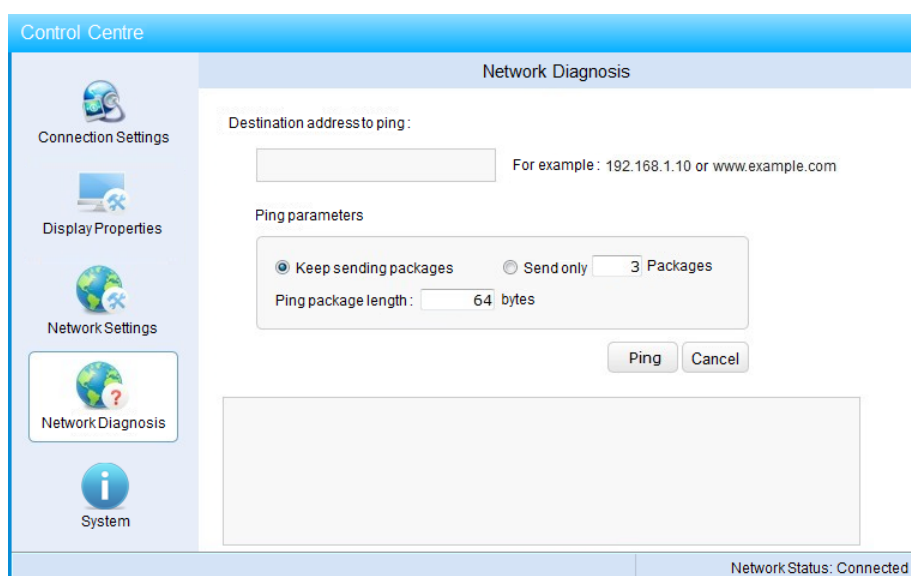 Control Centre
Network Diagnosis
Connection Settings
Display Properties
Network Settings
Network Diagnosis
System
Destination address to ping :
For example : 192.168.1.10 or www.example.com
Ping parameters
Keep sending packages Send only 3 Packages
Ping package length : 64 bytes
Ping Cancel
Network Status: Connected